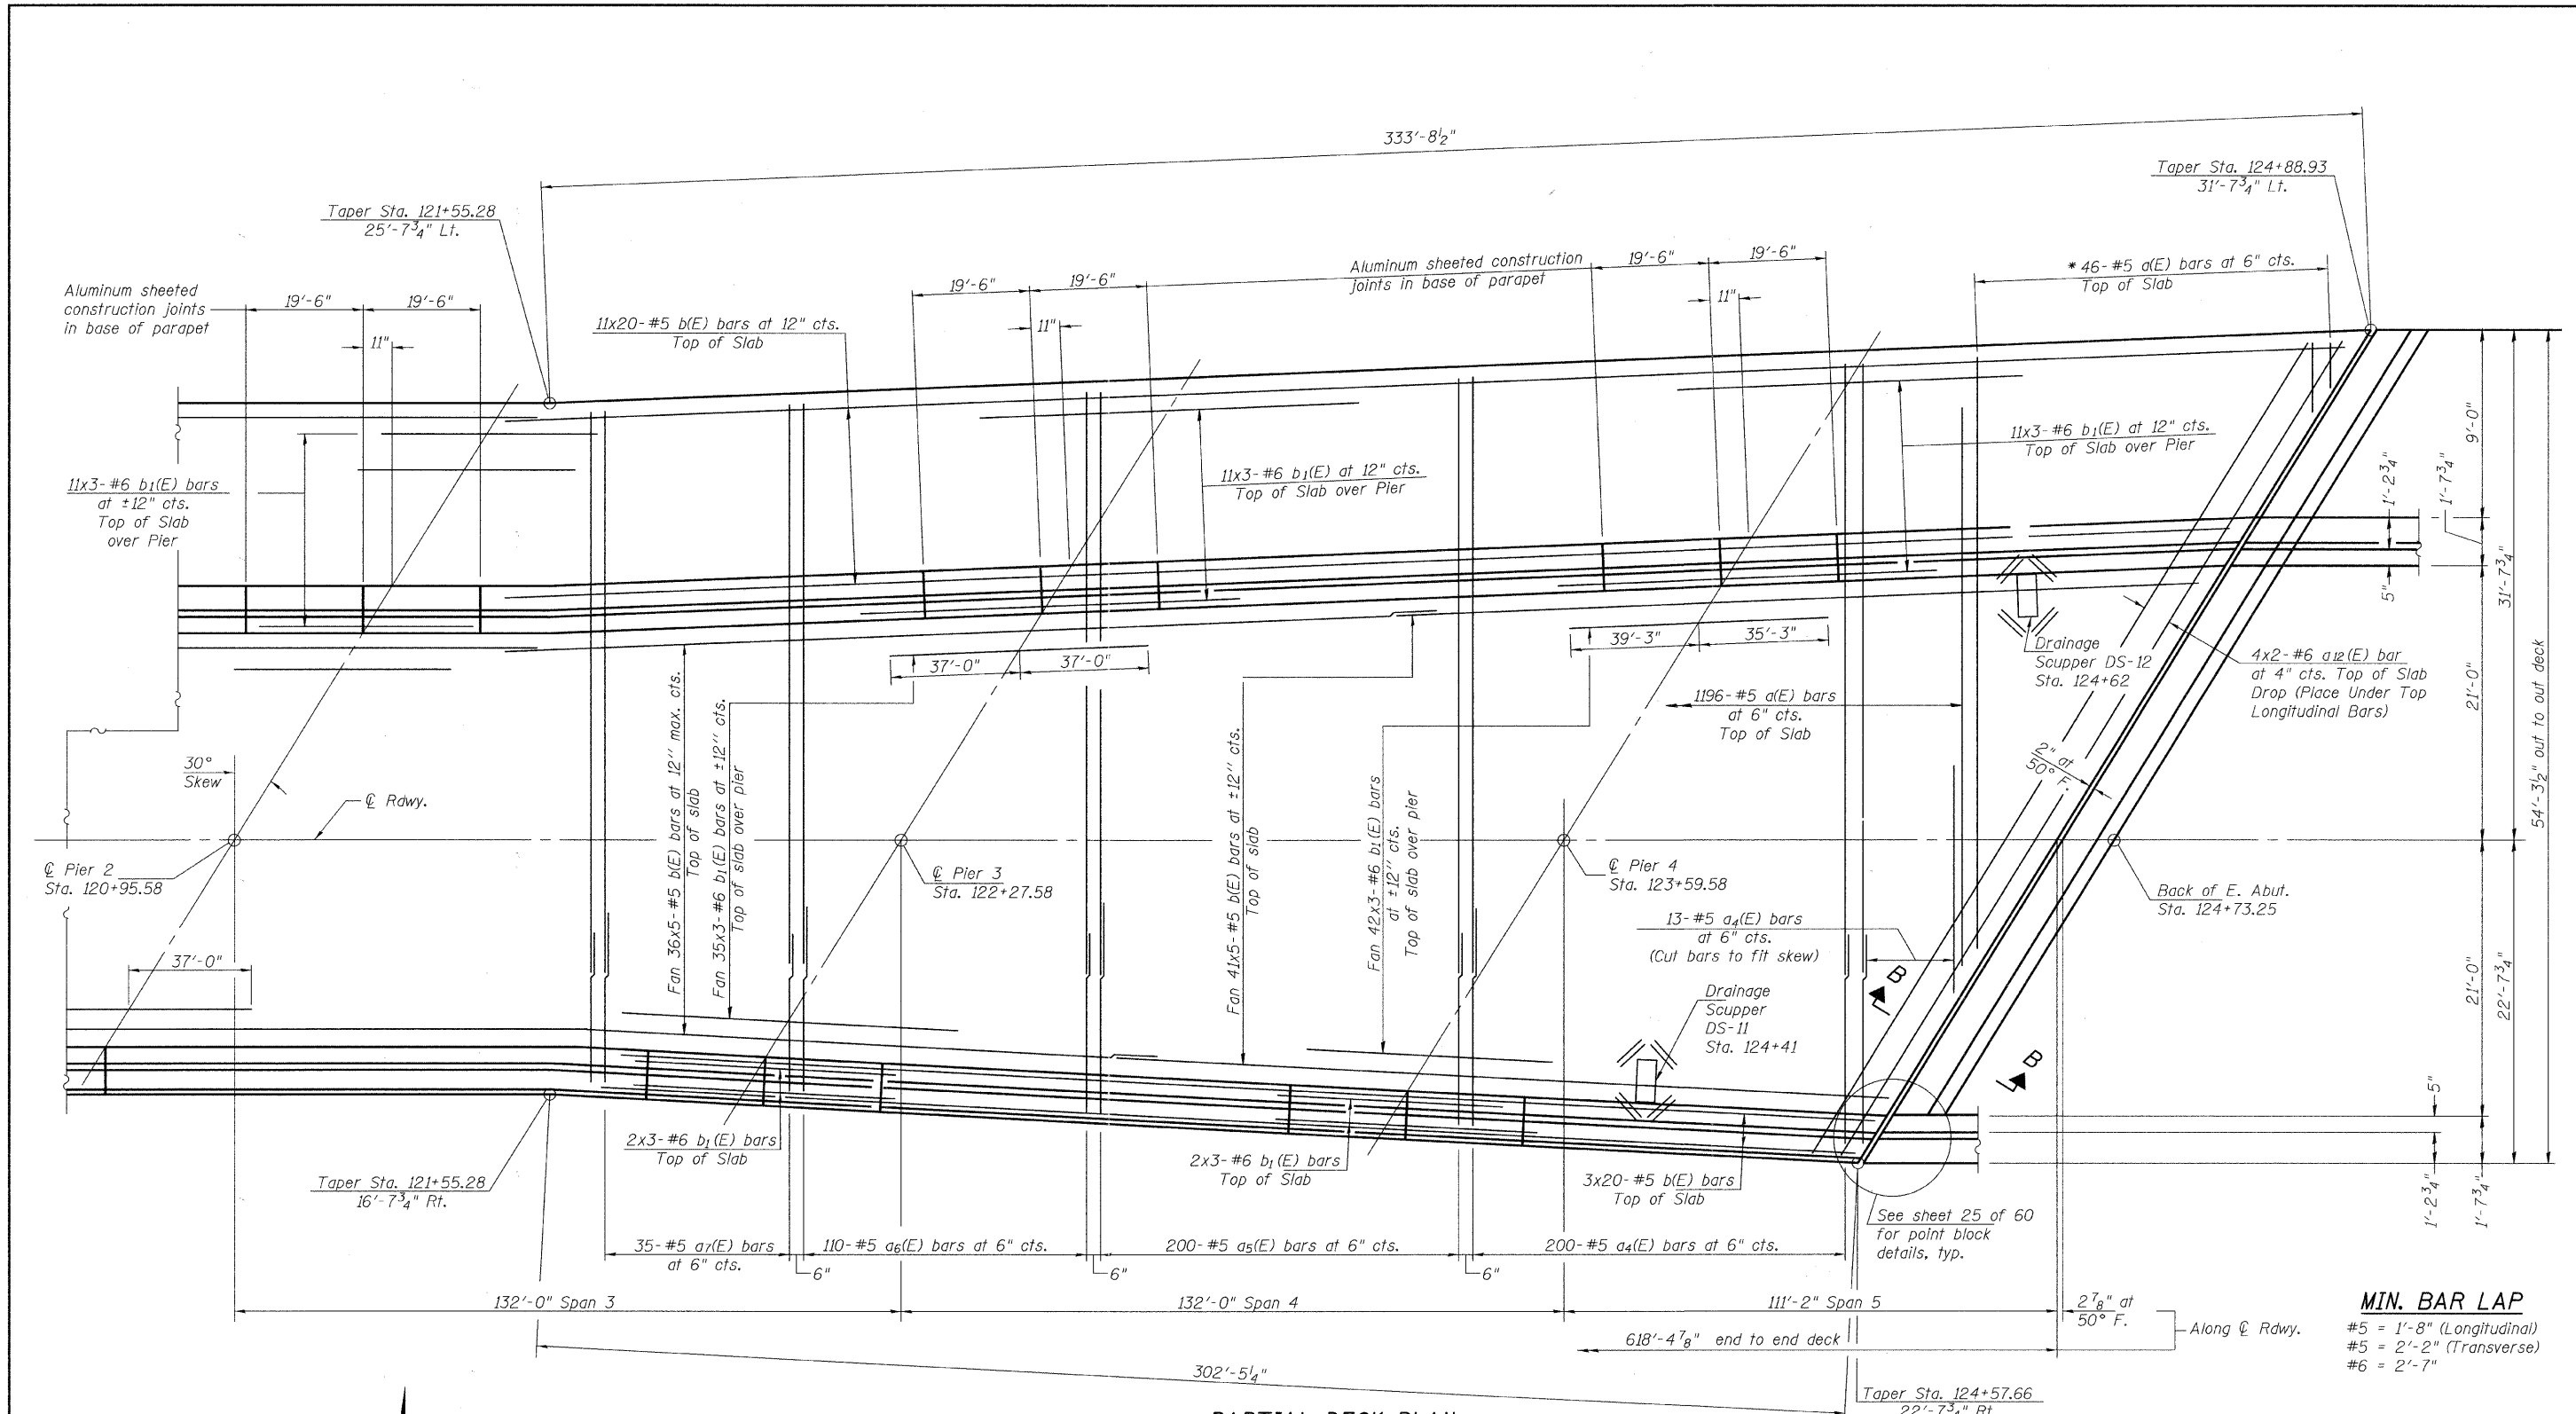 333'-8½"
Taper Sta. 124+88.93
31'-7¾" Lt.
Taper Sta. 121+55.28
25'-7¾" Lt.
Aluminum sheeted
construction joints
in base of parapet
19'-6"
19'-6"
11"
11x20-#5 b(E) bars at 12" cts.
Top of Slab
19'-6"
19'-6"
11"
Aluminum sheeted construction
joints in base of parapet
19'-6"
19'-6"
11"
* 46-#5 a(E) bars at 6" cts.
Top of Slab
11x3-#6 b1(E) bars
at ±12" cts.
Top of Slab
over Pier
11x3-#6 b1(E) at 12" cts.
Top of Slab over Pier
11x3-#6 b1(E) at 12" cts.
Top of Slab over Pier
9'-0"
1'-2¾"
1'-7¾"
5"
31'-7¾"
54'-3½" out to out deck
21'-0"
37'-0"
37'-0"
39'-3"
35'-3"
Drainage
Scupper DS-12
Sta. 124+62
4x2-#6 a12(E) bar
at 4" cts. Top of Slab
Drop (Place Under Top
Longitudinal Bars)
1196-#5 a(E) bars
at 6" cts.
Top of Slab
2" at
50° F.
30°
Skew
℄ Rdwy.
Fan 36x5-#5 b(E) bars at 12" max. cts.
Top of slab
Fan 35x3-#6 b1(E) bars at ±12" cts.
Top of slab over pier
Fan 41x5-#5 b(E) bars at ±12" cts.
Top of slab
Fan 42x3-#6 b1(E) bars
at ±12" cts.
Top of slab over pier
℄ Pier 2
Sta. 120+95.58
℄ Pier 3
Sta. 122+27.58
℄ Pier 4
Sta. 123+59.58
Back of E. Abut.
Sta. 124+73.25
13-#5 a4(E) bars
at 6" cts.
(Cut bars to fit skew)
37'-0"
B
B
Drainage
Scupper
DS-11
Sta. 124+41
21'-0"
22'-7¾"
5"
1'-2¾"
1'-7¾"
2x3-#6 b1(E) bars
Top of Slab
2x3-#6 b1(E) bars
Top of Slab
3x20-#5 b(E) bars
Top of Slab
Taper Sta. 121+55.28
16'-7¾" Rt.
See sheet 25 of 60
for point block
details, typ.
35-#5 a7(E) bars
at 6" cts.
110-#5 a6(E) bars at 6" cts.
200-#5 a5(E) bars at 6" cts.
200-#5 a4(E) bars at 6" cts.
6"
6"
6"
132'-0" Span 3
132'-0" Span 4
111'-2" Span 5
2⅞" at
50° F.
618'-4⅞" end to end deck
Along ℄ Rdwy.
302'-5¼"
Taper Sta. 124+57.66
22'-7¾" Rt.
MIN. BAR LAP
#5 = 1'-8" (Longitudinal)
#5 = 2'-2" (Transverse)
#6 = 2'-7"
PARTIAL DECK PLAN